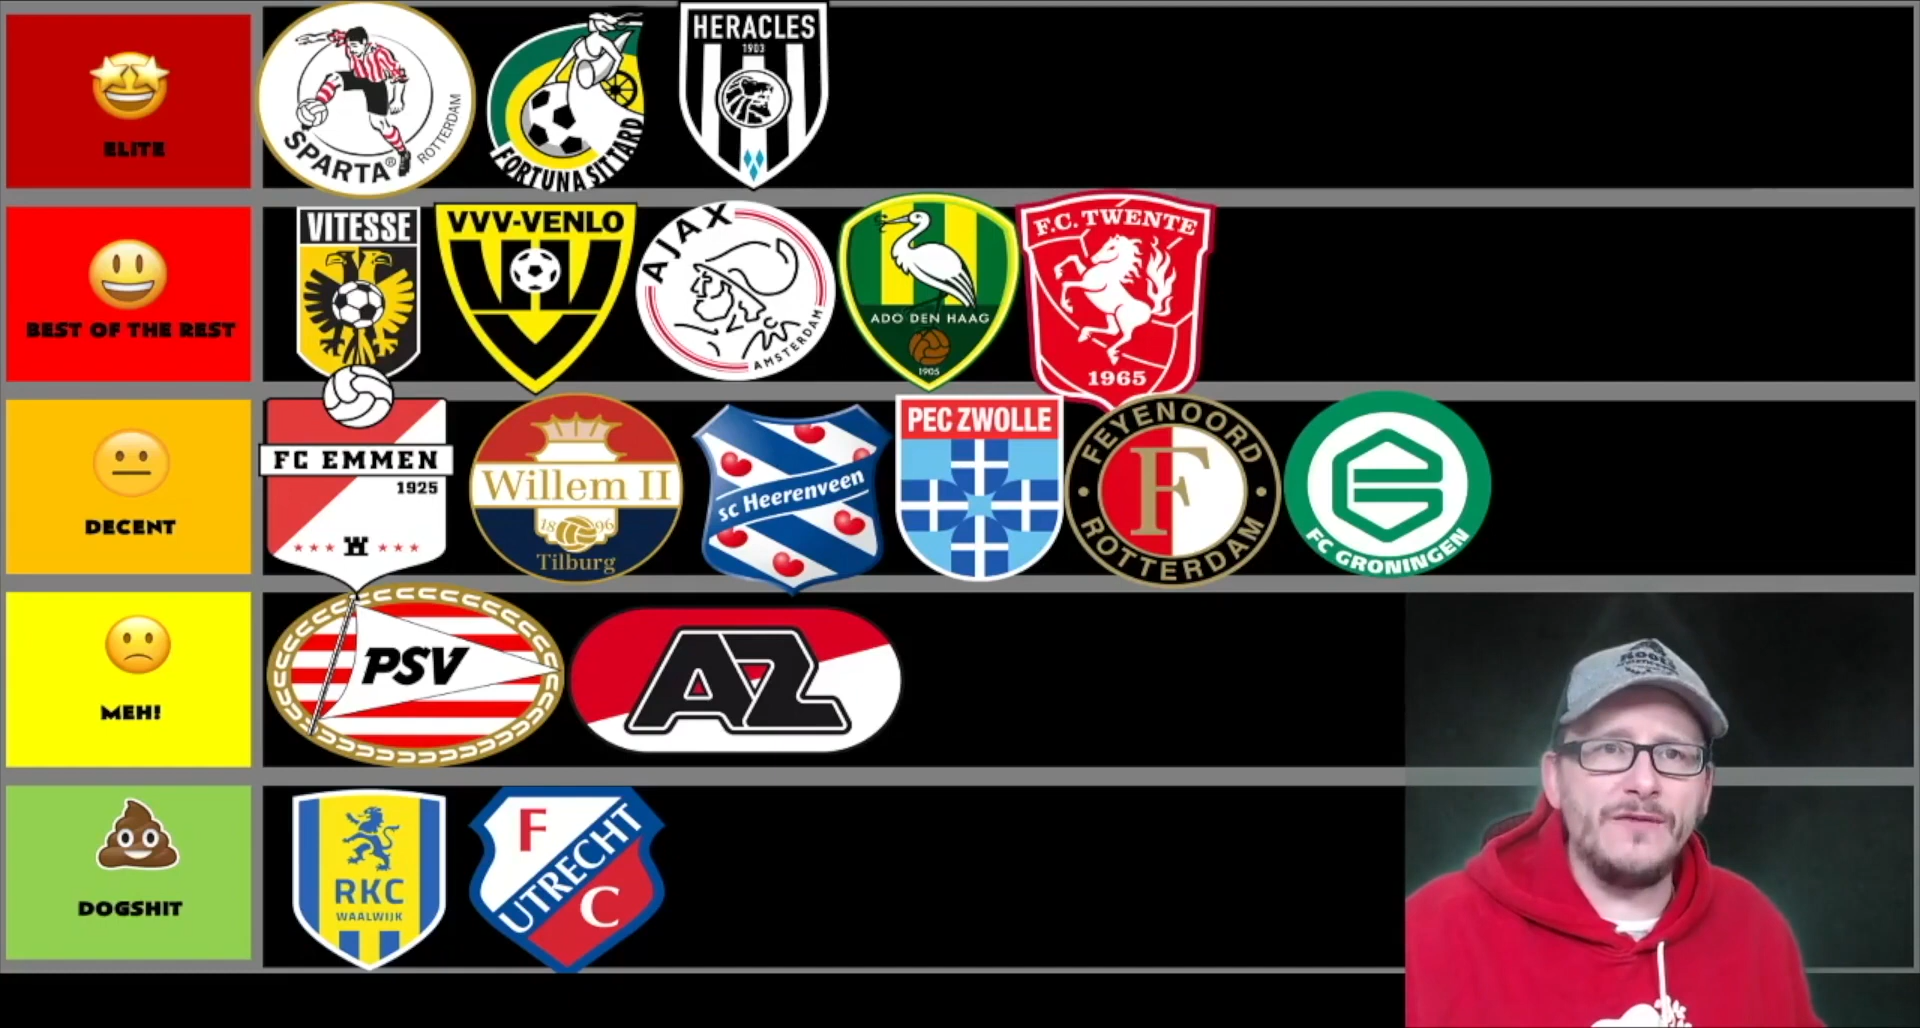 ELITE
SPARTA®
ROTTERDAM
FORTUNA SITTARD
HERACLES
1903
BEST OF THE REST
VITESSE
VVV-VENLO
AJAX
AMSTERDAM
ADO DEN HAAG
1905
F.C. TWENTE
1965
DECENT
FC EMMEN
1925
Willem II
1896
Tilburg
sc Heerenveen
PEC ZWOLLE
FEYENOORD
F
ROTTERDAM
FC GRONINGEN
MEH!
PSV
AZ
DOGSHIT
RKC
WAALWIJK
F
UTRECHT
C
ROOTS